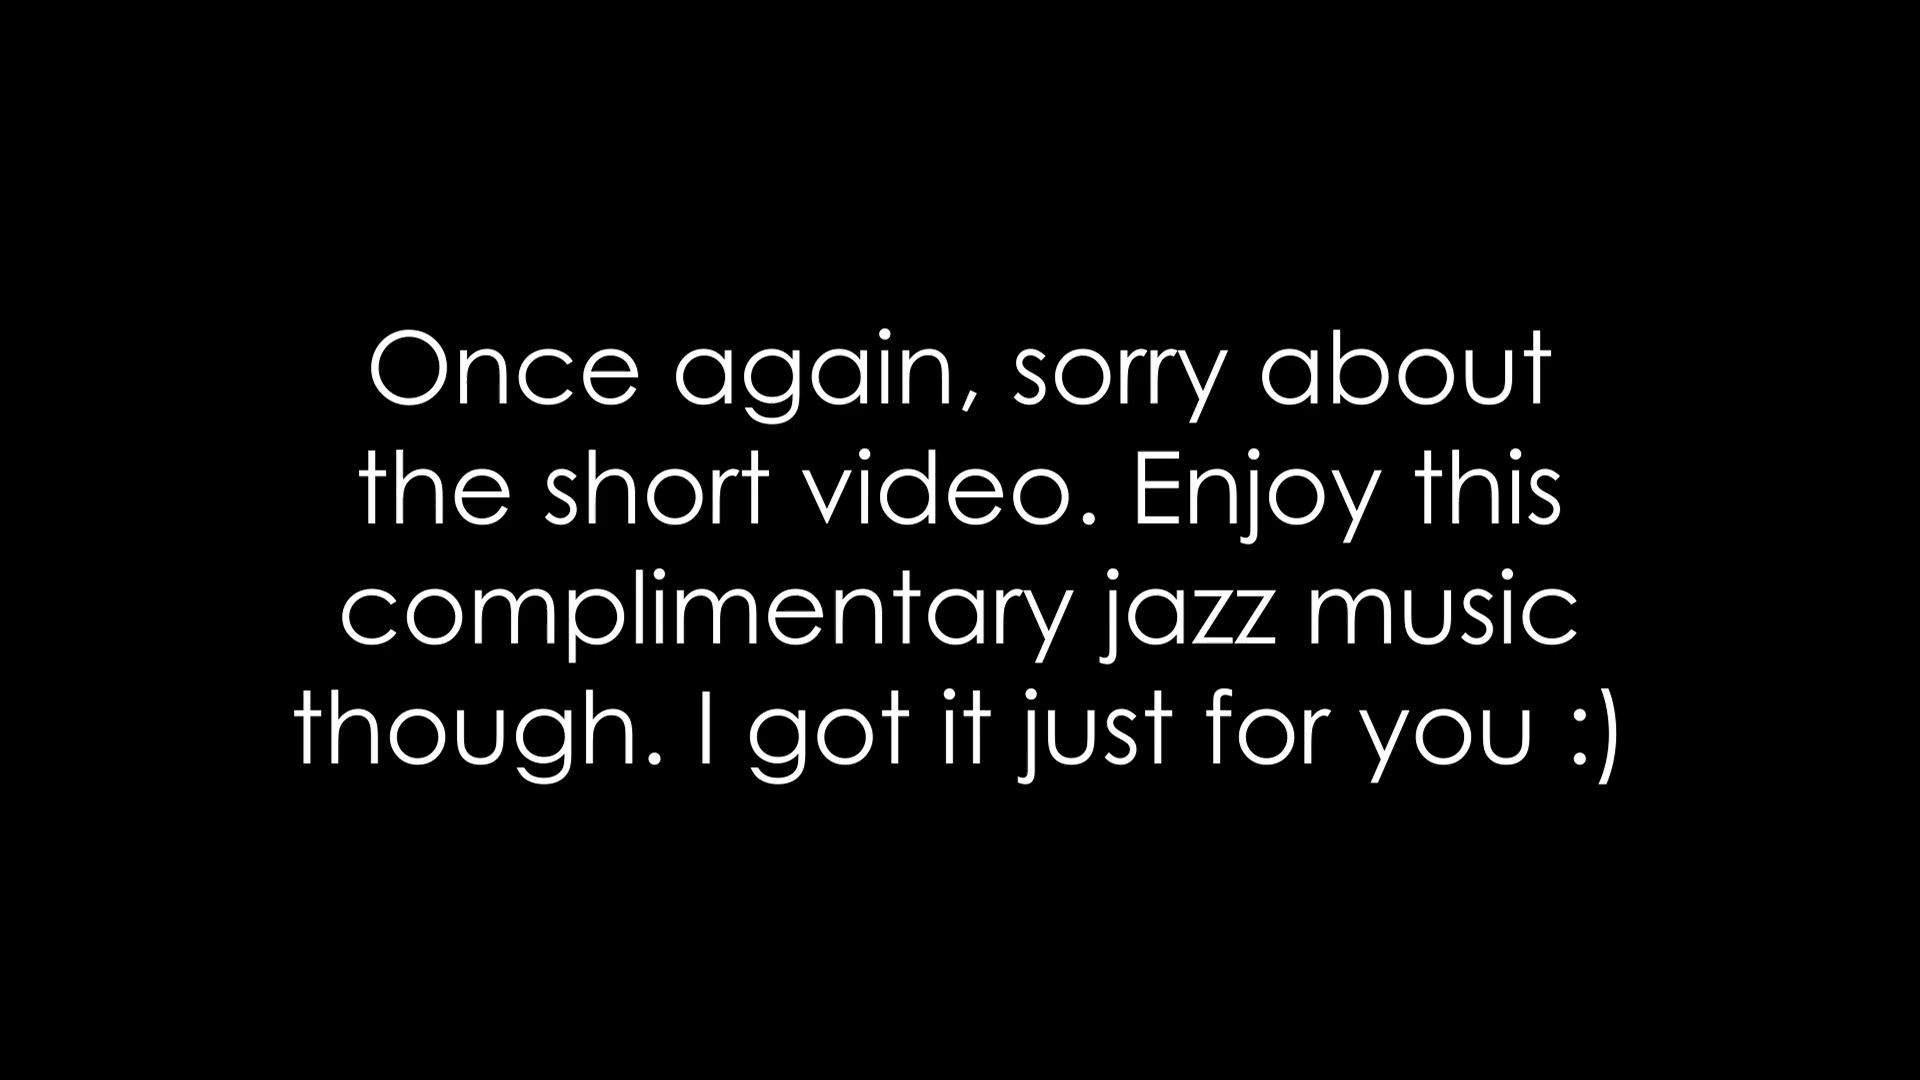 Once again, sorry about
the short video. Enjoy this
complimentary jazz music
though. I got it just for you :)